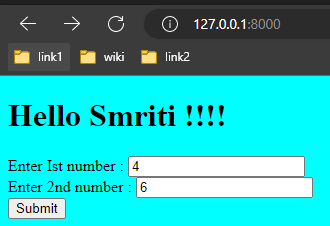 127.0.0.1:8000
link1 wiki link2
Hello Smriti !!!!
Enter Ist number : 4
Enter 2nd number : 6
Submit